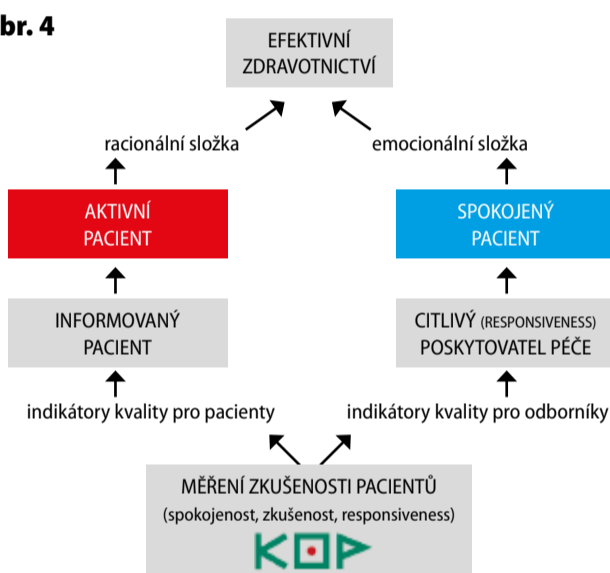 br. 4
EFEKTIVNÍ
ZDRAVOTNICTVÍ
racionální složka
emocionální složka
AKTIVNÍ
PACIENT
SPOKOJENÝ
PACIENT
INFORMOVANÝ
PACIENT
CITLIVÝ (RESPONSIVENESS)
POSKYTOVATEL PÉČE
indikátory kvality pro pacienty
indikátory kvality pro odborníky
MĚŘENÍ ZKUŠENOSTI PACIENTŮ
(spokojenost, zkušenost, responsiveness)
KOP